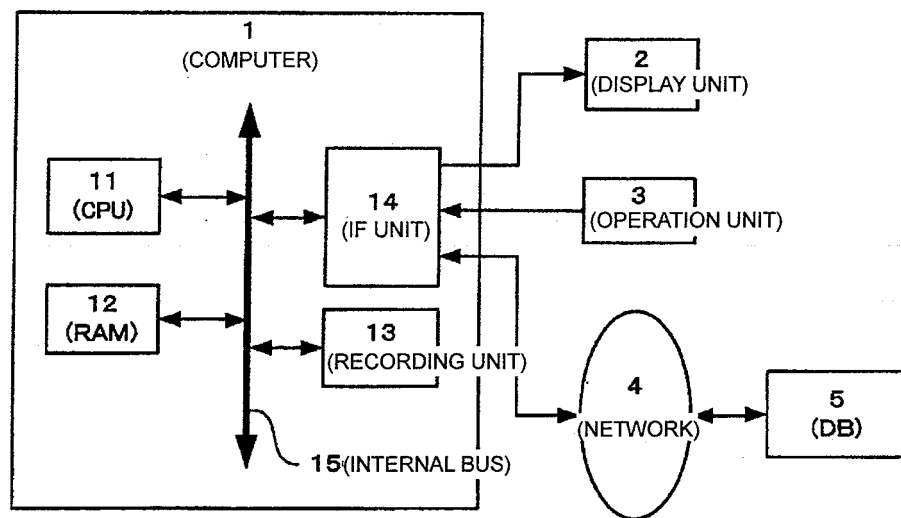 1
(COMPUTER)
2
(DISPLAY UNIT)
11
(CPU)
14
(IF UNIT)
3
(OPERATION UNIT)
12
(RAM)
13
(RECORDING UNIT)
4
(NETWORK)
5
(DB)
15 (INTERNAL BUS)